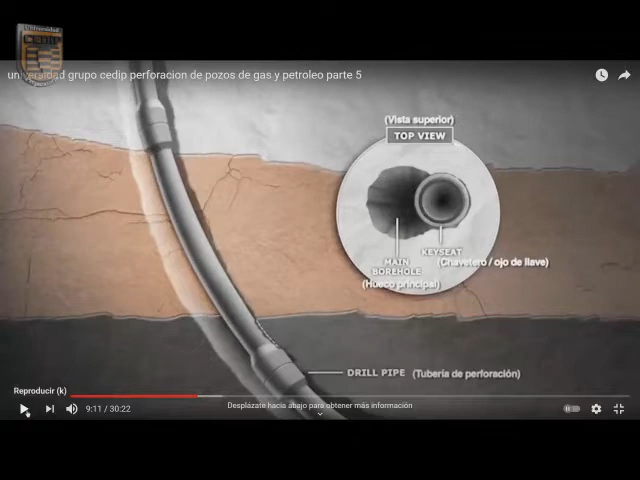 Universidad
CEDIP
universidad grupo cedip perforacion de pozos de gas y petroleo parte 5
(Vista superior)
TOP VIEW
KEYSEAT
(Chavetero / ojo de llave)
MAIN
BOREHOLE
(Hueco principal)
DRILL PIPE (Tubería de perforación)
Reproducir (k)
9:11 / 30:22
Desplázate hacia abajo para obtener más información